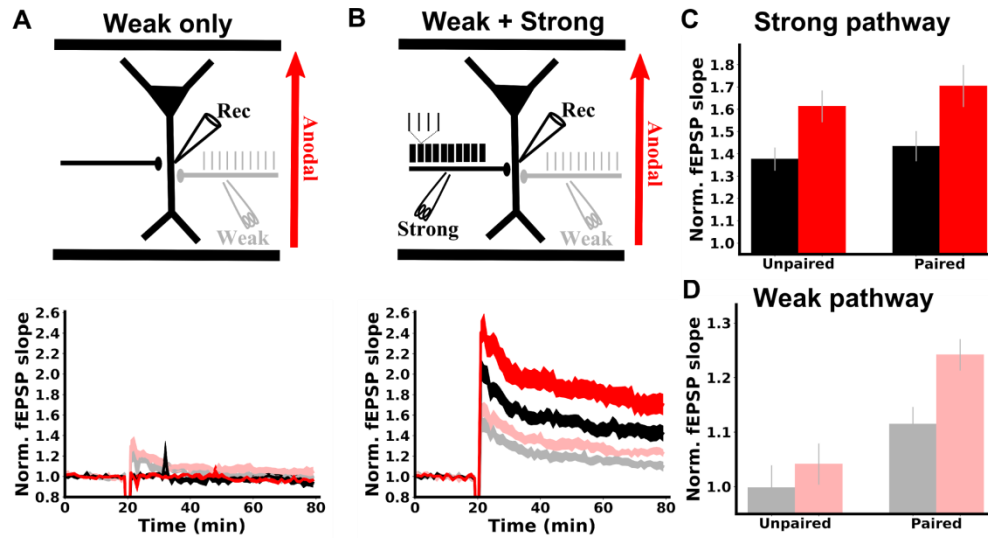 A
Weak only
Rec
Weak
Anodal
Norm. fEPSP slope
2.6
2.4
2.2
2.0
1.8
1.6
1.4
1.2
1.0
0.8
0
20
40
60
80
Time (min)
B
Weak + Strong
Rec
Strong
Weak
Anodal
Norm. fEPSP slope
2.6
2.4
2.2
2.0
1.8
1.6
1.4
1.2
1.0
0.8
0
20
40
60
80
Time (min)
C
Strong pathway
Norm. fEPSP slope
1.8
1.7
1.6
1.5
1.4
1.3
1.2
1.1
1.0
Unpaired
Paired
D
Weak pathway
Norm. fEPSP slope
1.3
1.2
1.1
1.0
Unpaired
Paired